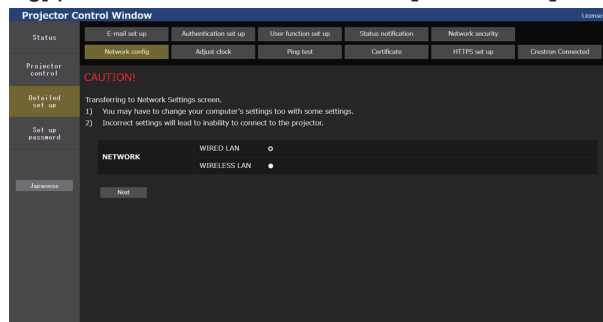 Projector Control Window
License
Status
E-mail set up
Authentication set up
User function set up
Status notification
Network security
Network config
Adjust clock
Ping test
Certificate
HTTPS set up
Crestron Connected
Projector
control
Detailed
set up
Set up
password
Japanese
CAUTION!
Transferring to Network Settings screen.
1) You may have to change your computer's settings too with some settings.
2) Incorrect settings will lead to inability to connect to the projector.
NETWORK
WIRED LAN
WIRELESS LAN
Next